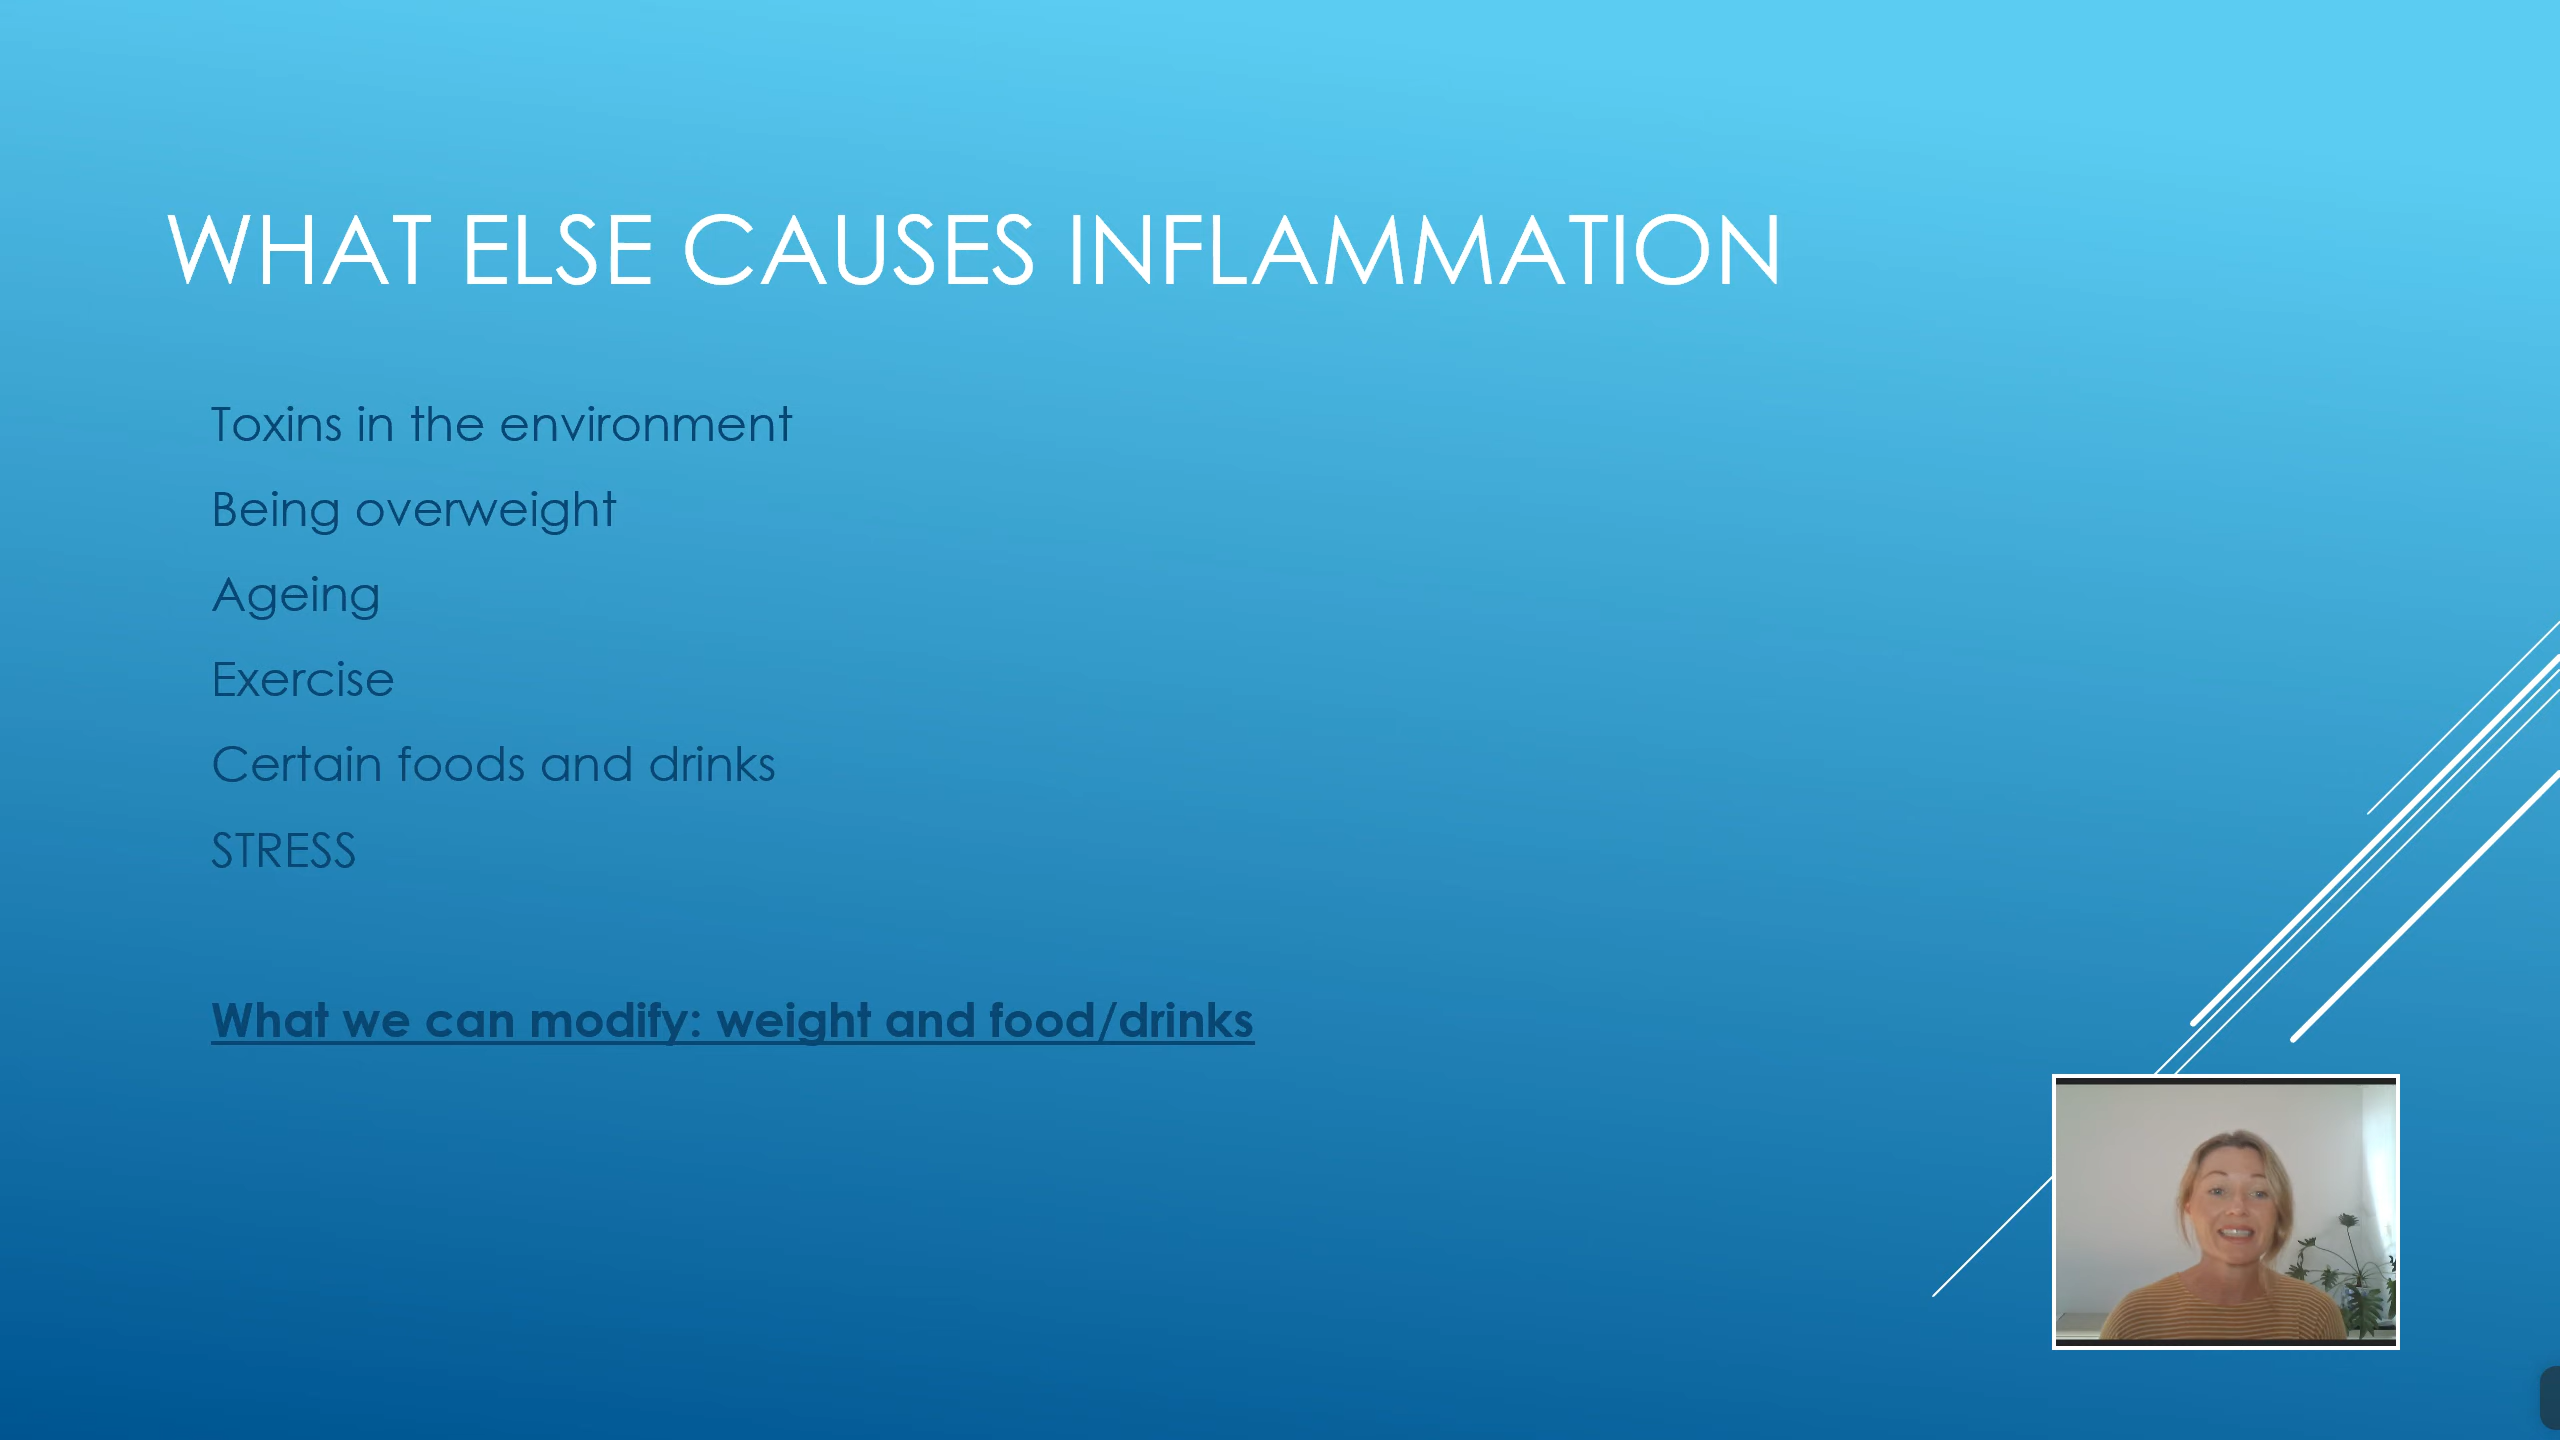 WHAT ELSE CAUSES INFLAMMATION
Toxins in the environment
Being overweight
Ageing
Exercise
Certain foods and drinks
STRESS
What we can modify: weight and food/drinks